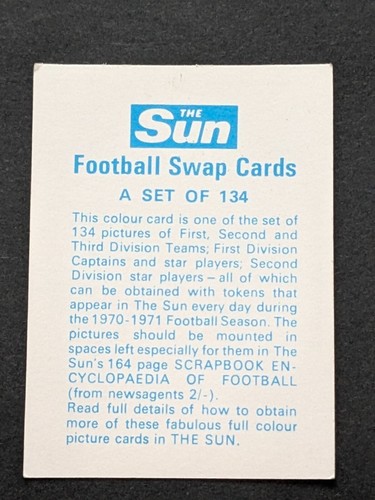 THE
Sun
Football Swap Cards
A SET OF 134
This colour card is one of the set of
134 pictures of First, Second and
Third Division Teams; First Division
Captains and star players; Second
Division star players – all of which
can be obtained with tokens that
appear in The Sun every day during
the 1970-1971 Football Season. The
pictures should be mounted in
spaces left especially for them in The
Sun's 164 page SCRAPBOOK EN-
CYCLOPAEDIA OF FOOTBALL
(from newsagents 2/-).
Read full details of how to obtain
more of these fabulous full colour
picture cards in THE SUN.